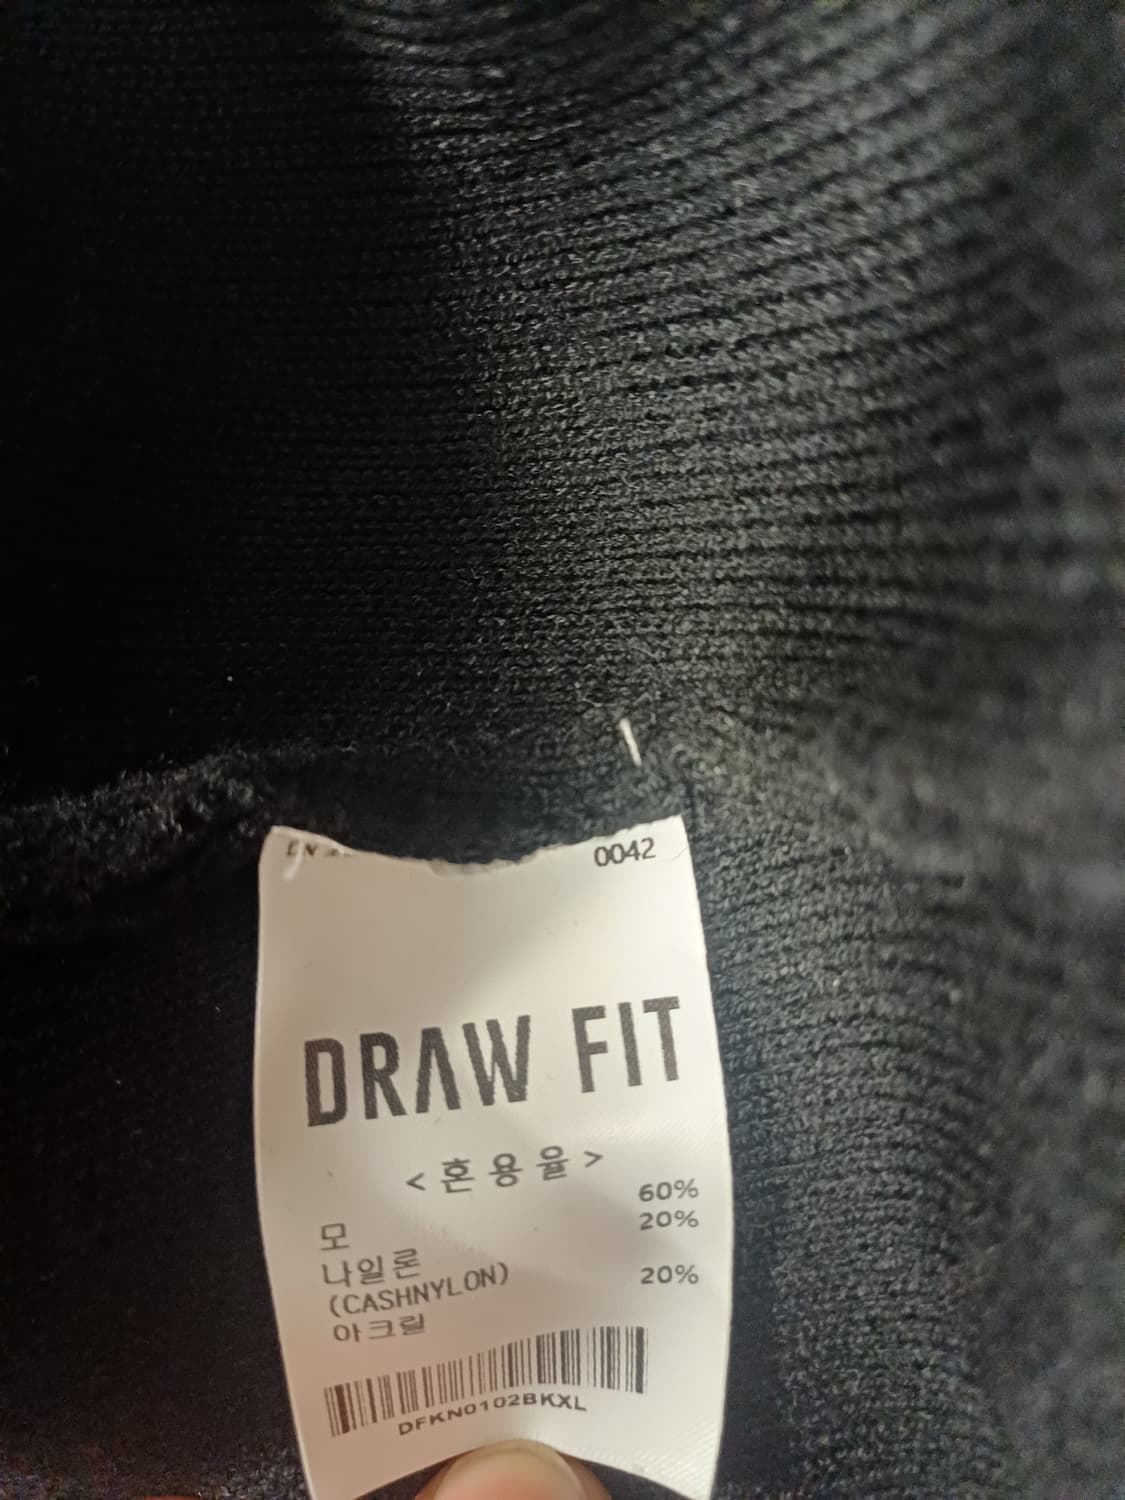 0042
DRAW FIT
<혼용율>
모 60%
나일론 20%
(CASHNYLON)
아크릴 20%
DFKN0102BKXL